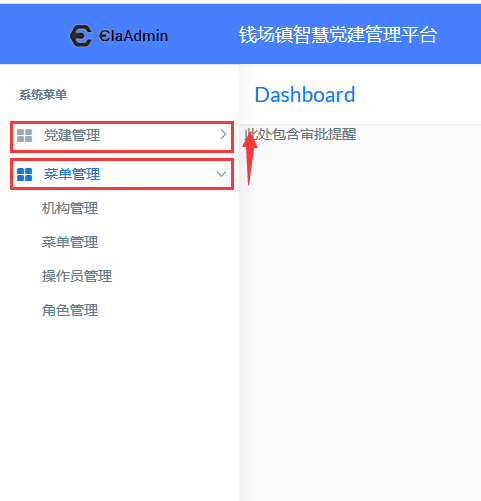 ElaAdmin 钱场镇智慧党建管理平台
系统菜单
Dashboard
党建管理
此处包含审批提醒
菜单管理
机构管理
菜单管理
操作员管理
角色管理